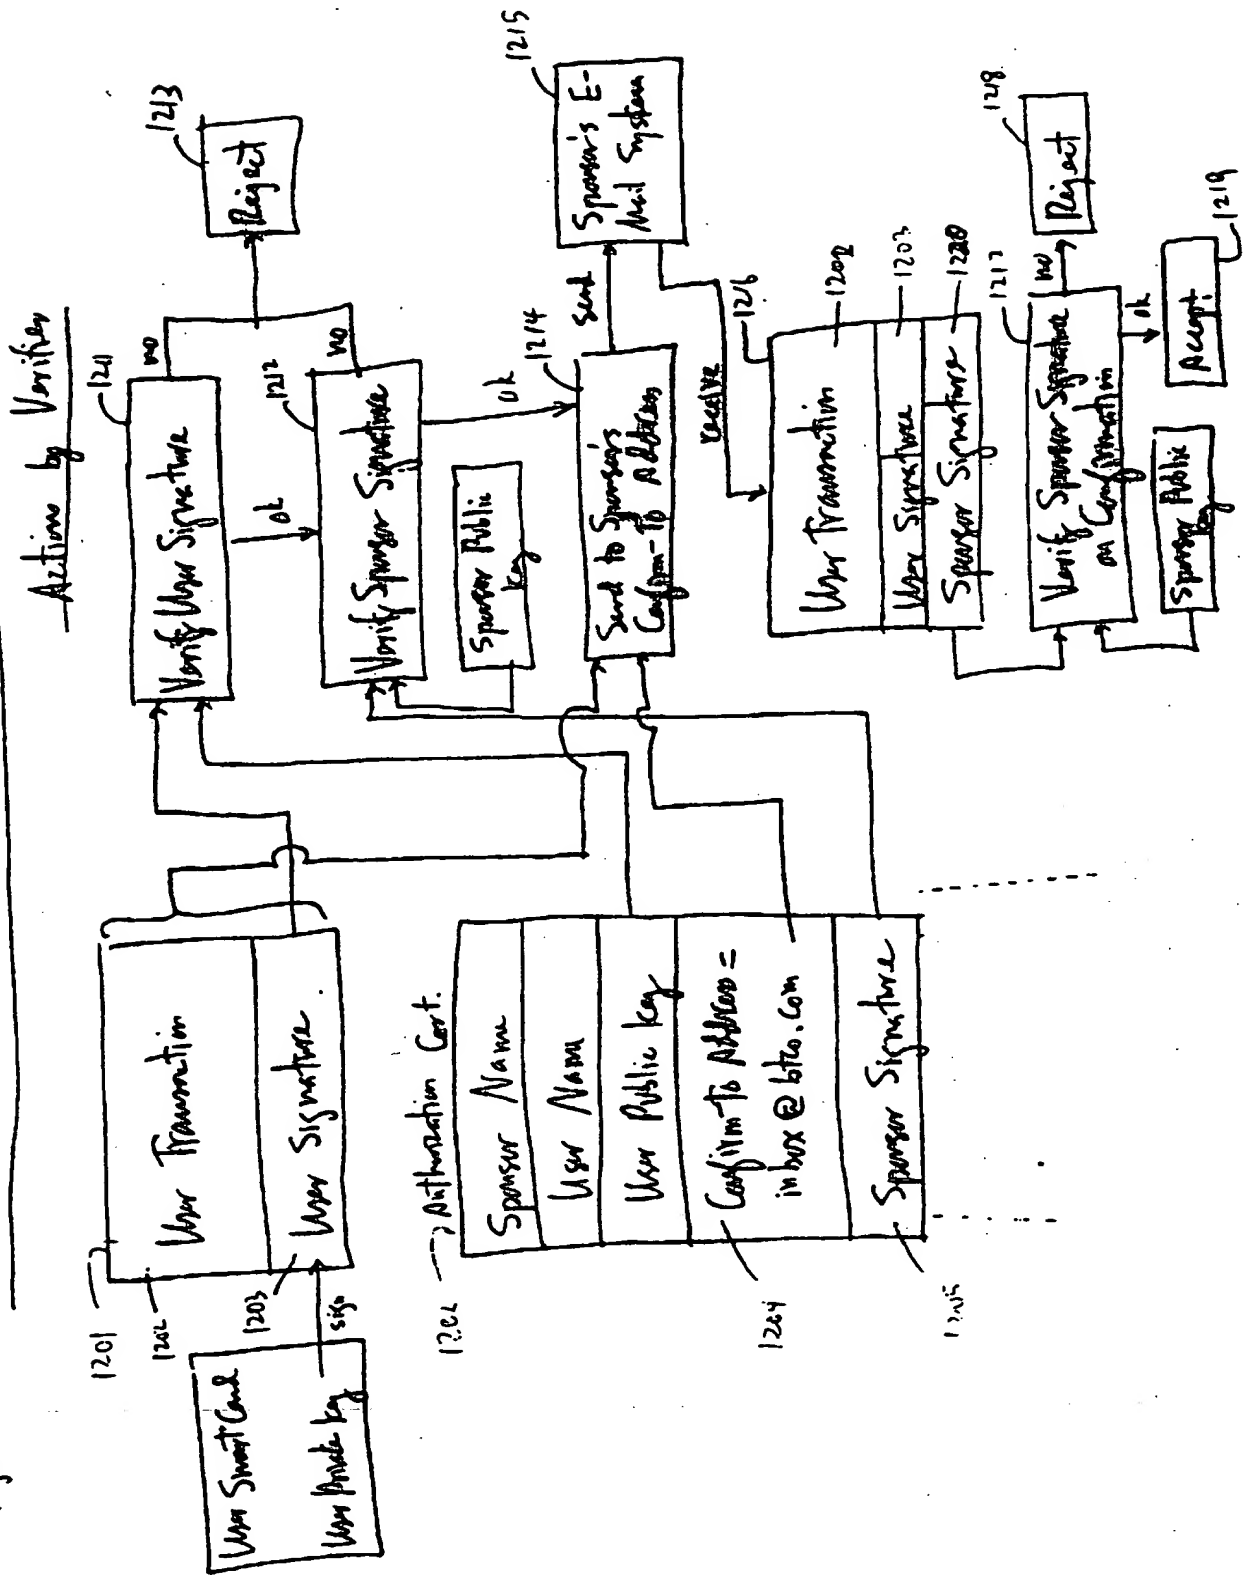 Action by Verifier
1201
1202
User Transaction
1203
User Signature
sign
User Smart Card
User Private Key
Authorization Cert.
Sponsor Name
User Name
User Public Key
Confirm To Address =
inbox@btco.com
1204
Sponsor Signature
Verify User Signature
no
ok
1212
Verify Sponsor Signature
no
1213
Reject
Sponsor Public
Key
ok
1214
Send to Sponsor's
Confirm-To Address
send
1215
Sponsor's E-
Mail System
receive
1216
User Transaction
1202
User Signature
1203
Sponsor Signature
1217
Verify Sponsor Signature
on Confirmation
no
1218
Reject
ok
1219
Accept
Sponsor Public
Key